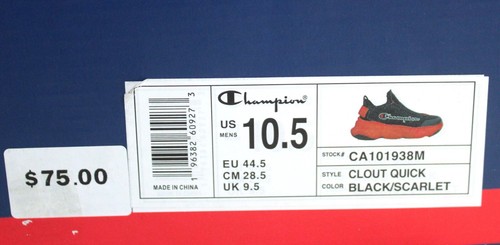 $75.00
1 96382 60927 3
MADE IN CHINA
Champion®
US
MENS
10.5
EU 44.5
CM 28.5
UK 9.5
Champion
STOCK# CA101938M
STYLE CLOUT QUICK
COLOR BLACK/SCARLET